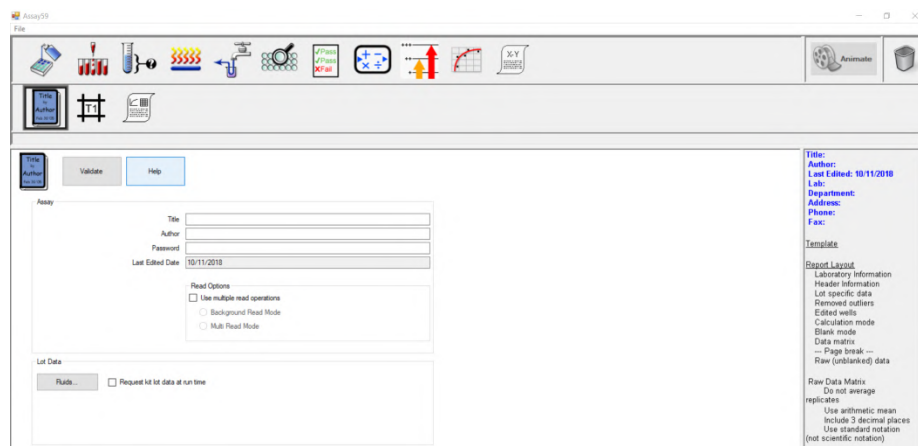 Assay59
File
Pass
Pass
Fail
X-Y
Animate
Title
by
Author
T1
Title
by
Author
Validate
Help
Assay
Title
Author
Password
Last Edited Date 10/11/2018
Read Options
Use multiple read operations
Background Read Mode
Multi Read Mode
Lot Data
Fluids...
Request kit lot data at run time
Title:
Author:
Last Edited: 10/11/2018
Lab:
Department:
Address:
Phone:
Fax:
Template
Report Layout
Laboratory Information
Header Information
Lot specific data
Removed outliers
Edited wells
Calculation mode
Blank mode
Data matrix
--- Page break ---
Raw (unblanked) data
Raw Data Matrix
Do not average
replicates
Use arithmetic mean
Include 3 decimal places
Use standard notation
(not scientific notation)